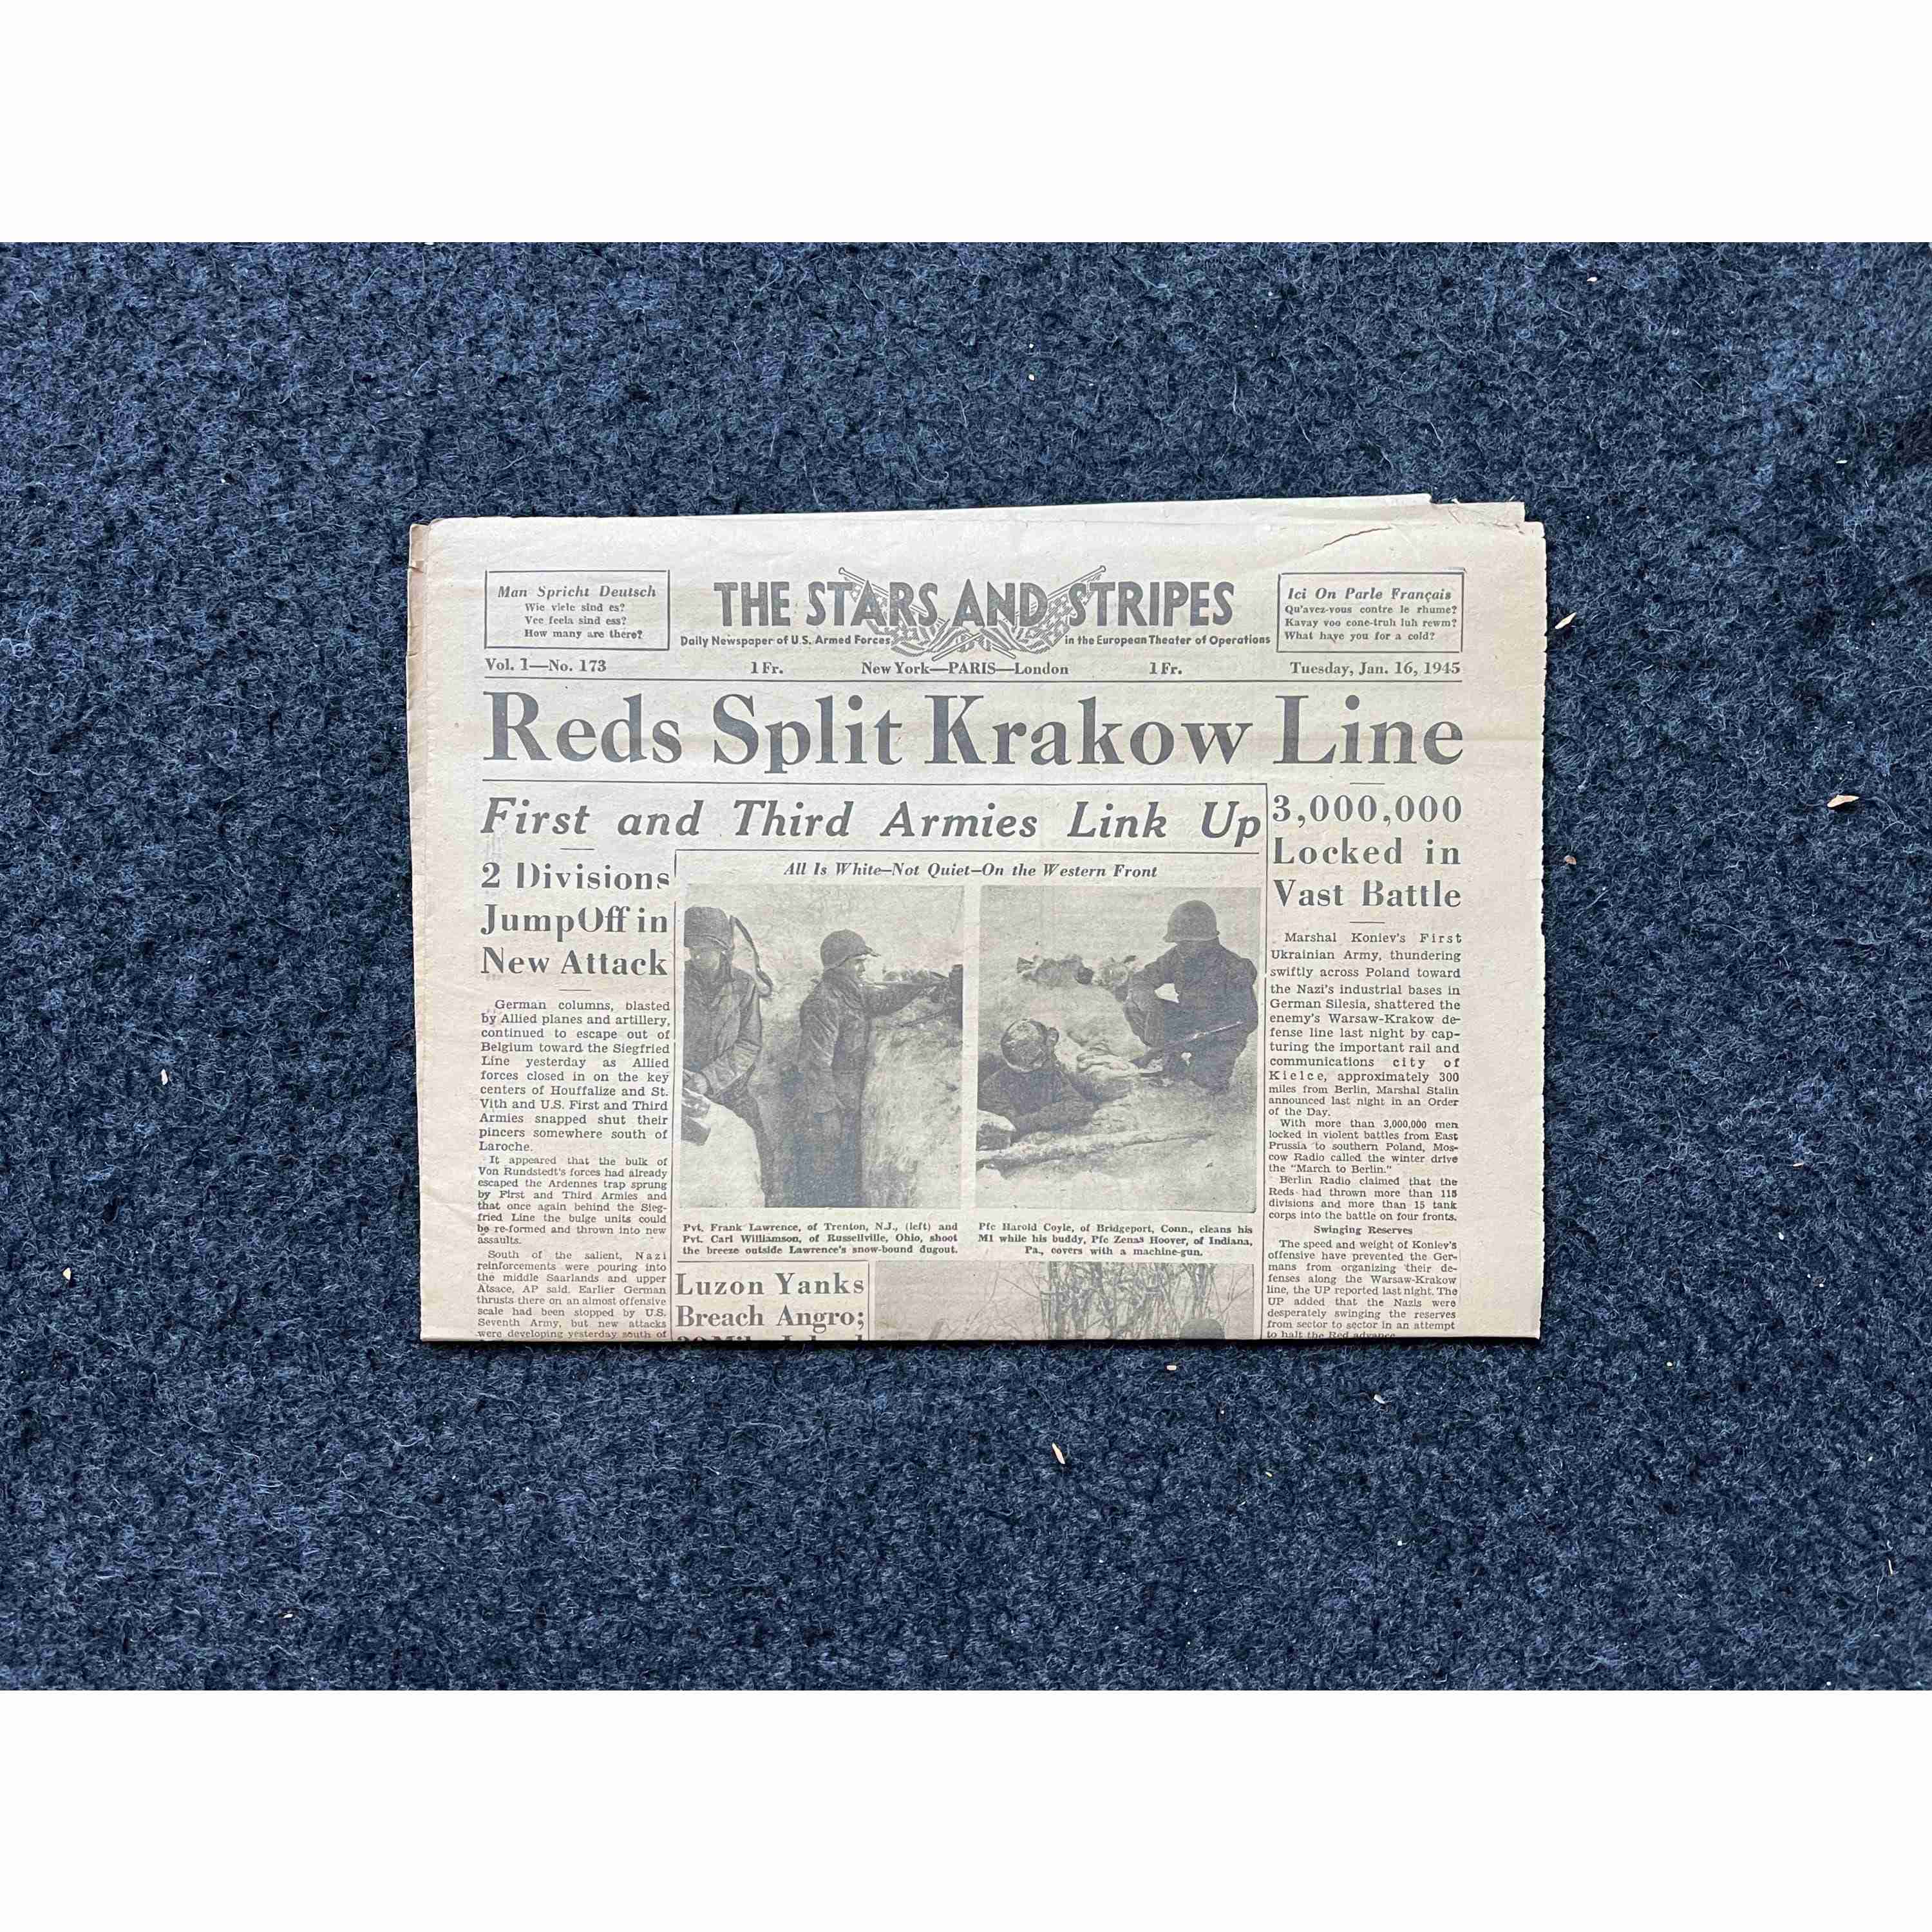 Man Spricht Deutsch
Wie viele sind es?
Vee feela sind ess?
How many are there?
THE STARS AND STRIPES
Daily Newspaper of U.S. Armed Forces in the European Theater of Operations
Ici On Parle Français
Qu'avez-vous contre le rhume?
Kavay voo cone-truh luh rewm?
What have you for a cold?
Vol. 1—No. 173
1 Fr.
New York—PARIS—London
1 Fr.
Tuesday, Jan. 16, 1945
Reds Split Krakow Line
First and Third Armies Link Up
2 Divisions
Jump Off in
New Attack
German columns, blasted
by Allied planes and artillery,
continued to escape out of
Belgium toward the Siegfried
Line yesterday as Allied
forces closed in on the key
centers of Houffalize and St.
Vith and U.S. First and Third
Armies snapped shut their
pincers somewhere south of
Laroche.
It appeared that the bulk of
Von Rundstedt's forces had already
escaped the Ardennes trap sprung
by First and Third Armies and
that once again behind the Sieg-
fried Line the bulge units could
be re-formed and thrown into new
assaults.
South of the salient, Nazi
reinforcements were pouring into
the middle Saarlands and upper
Alsace, AP said. Earlier German
thrusts there on an almost offensive
scale had been stopped by U.S.
Seventh Army, but new attacks
were developing yesterday south of
All Is White—Not Quiet—On the Western Front
Pvt. Frank Lawrence, of Trenton, N.J., (left) and
Pvt. Carl Williamson, of Russellville, Ohio, shoot
the breeze outside Lawrence's snow-bound dugout.
Pfc Harold Coyle, of Bridgeport, Conn., cleans his
M1 while his buddy, Pfc Zenas Hoover, of Indiana,
Pa., covers with a machine-gun.
Luzon Yanks
Breach Angro;
3,000,000
Locked in
Vast Battle
Marshal Koniev's First
Ukrainian Army, thundering
swiftly across Poland toward
the Nazi's industrial bases in
German Silesia, shattered the
enemy's Warsaw-Krakow de-
fense line last night by cap-
turing the important rail and
communications city of
Kielce, approximately 300
miles from Berlin, Marshal Stalin
announced last night in an Order
of the Day.
With more than 3,000,000 men
locked in violent battles from East
Prussia to southern Poland, Mos-
cow Radio called the winter drive
the "March to Berlin."
Berlin Radio claimed that the
Reds had thrown more than 115
divisions and more than 15 tank
corps into the battle on four fronts.
Swinging Reserves
The speed and weight of Koniev's
offensive have prevented the Ger-
mans from organizing their de-
fenses along the Warsaw-Krakow
line, the UP reported last night. The
UP added that the Nazis were
desperately swinging the reserves
from sector to sector in an attempt
to halt the Red advance.